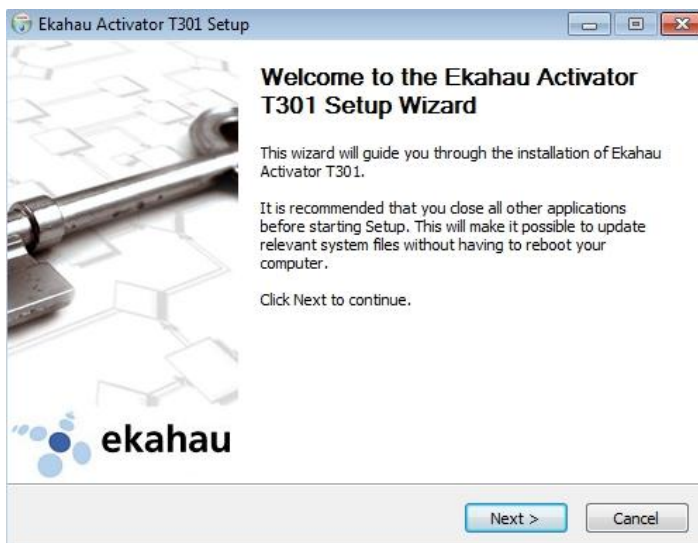 Ekahau Activator T301 Setup
Welcome to the Ekahau Activator
T301 Setup Wizard
This wizard will guide you through the installation of Ekahau
Activator T301.
It is recommended that you close all other applications
before starting Setup. This will make it possible to update
relevant system files without having to reboot your
computer.
Click Next to continue.
ekahau
Next >
Cancel